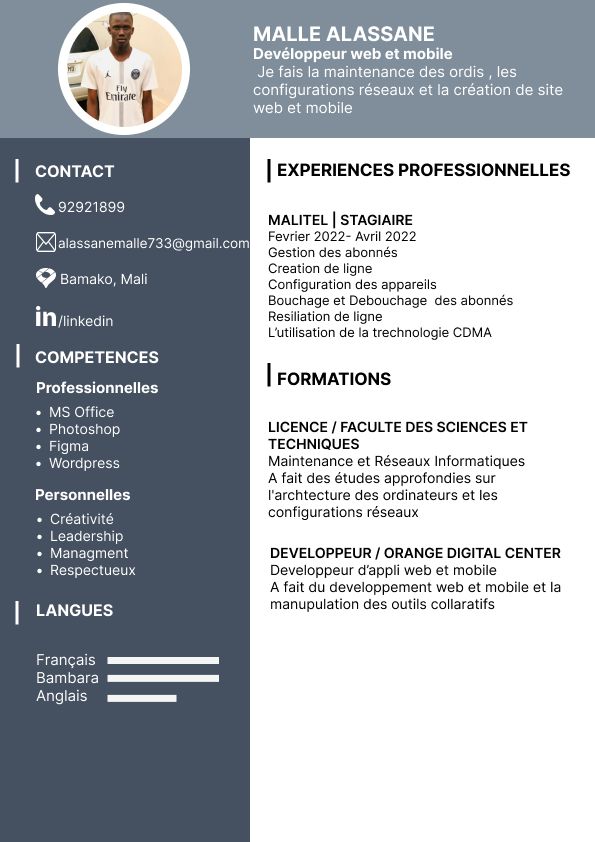 MALLE ALASSANE
Devéloppeur web et mobile
Je fais la maintenance des ordis , les
configurations réseaux et la création de site
web et mobile
Fly
Emirates
CONTACT
92921899
alassanemalle733@gmail.com
Bamako, Mali
in/linkedin
COMPETENCES
Professionnelles
• MS Office
• Photoshop
• Figma
• Wordpress
Personnelles
• Créativité
• Leadership
• Managment
• Respectueux
LANGUES
Français
Bambara
Anglais
EXPERIENCES PROFESSIONNELLES
MALITEL | STAGIAIRE
Fevrier 2022- Avril 2022
Gestion des abonnés
Creation de ligne
Configuration des appareils
Bouchage et Debouchage  des abonnés
Resiliation de ligne
L’utilisation de la trechnologie CDMA
FORMATIONS
LICENCE / FACULTE DES SCIENCES ET
TECHNIQUES
Maintenance et Réseaux Informatiques
A fait des études approfondies sur
l'archtecture des ordinateurs et les
configurations réseaux
DEVELOPPEUR / ORANGE DIGITAL CENTER
Developpeur d’appli web et mobile
A fait du developpement web et mobile et la
manupulation des outils collaratifs